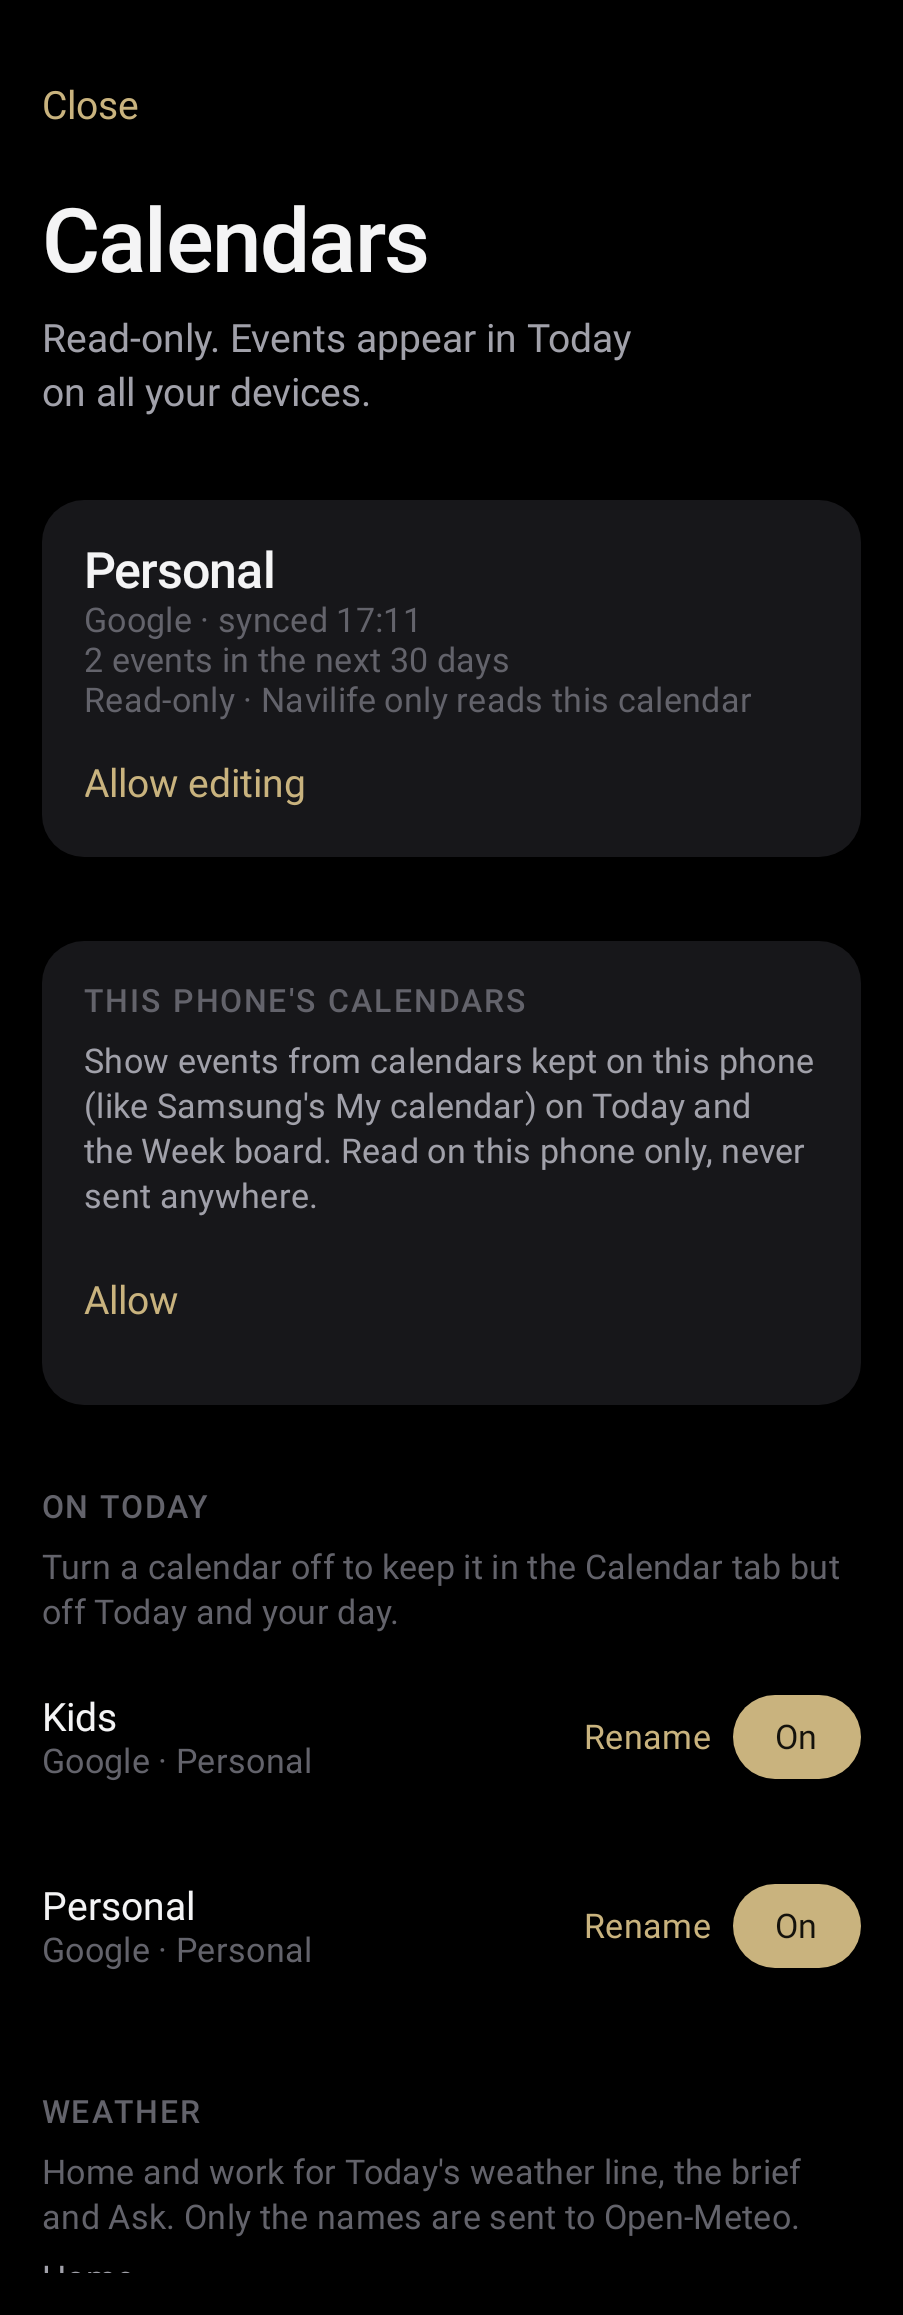 Close
Calendars
Read-only. Events appear in Today
on all your devices.
Personal
Google · synced 17:11
2 events in the next 30 days
Read-only · Navilife only reads this calendar
Allow editing
THIS PHONE'S CALENDARS
Show events from calendars kept on this phone
(like Samsung's My calendar) on Today and
the Week board. Read on this phone only, never
sent anywhere.
Allow
ON TODAY
Turn a calendar off to keep it in the Calendar tab but
off Today and your day.
Kids
Google · Personal
Rename
On
Personal
Google · Personal
Rename
On
WEATHER
Home and work for Today's weather line, the brief
and Ask. Only the names are sent to Open-Meteo.